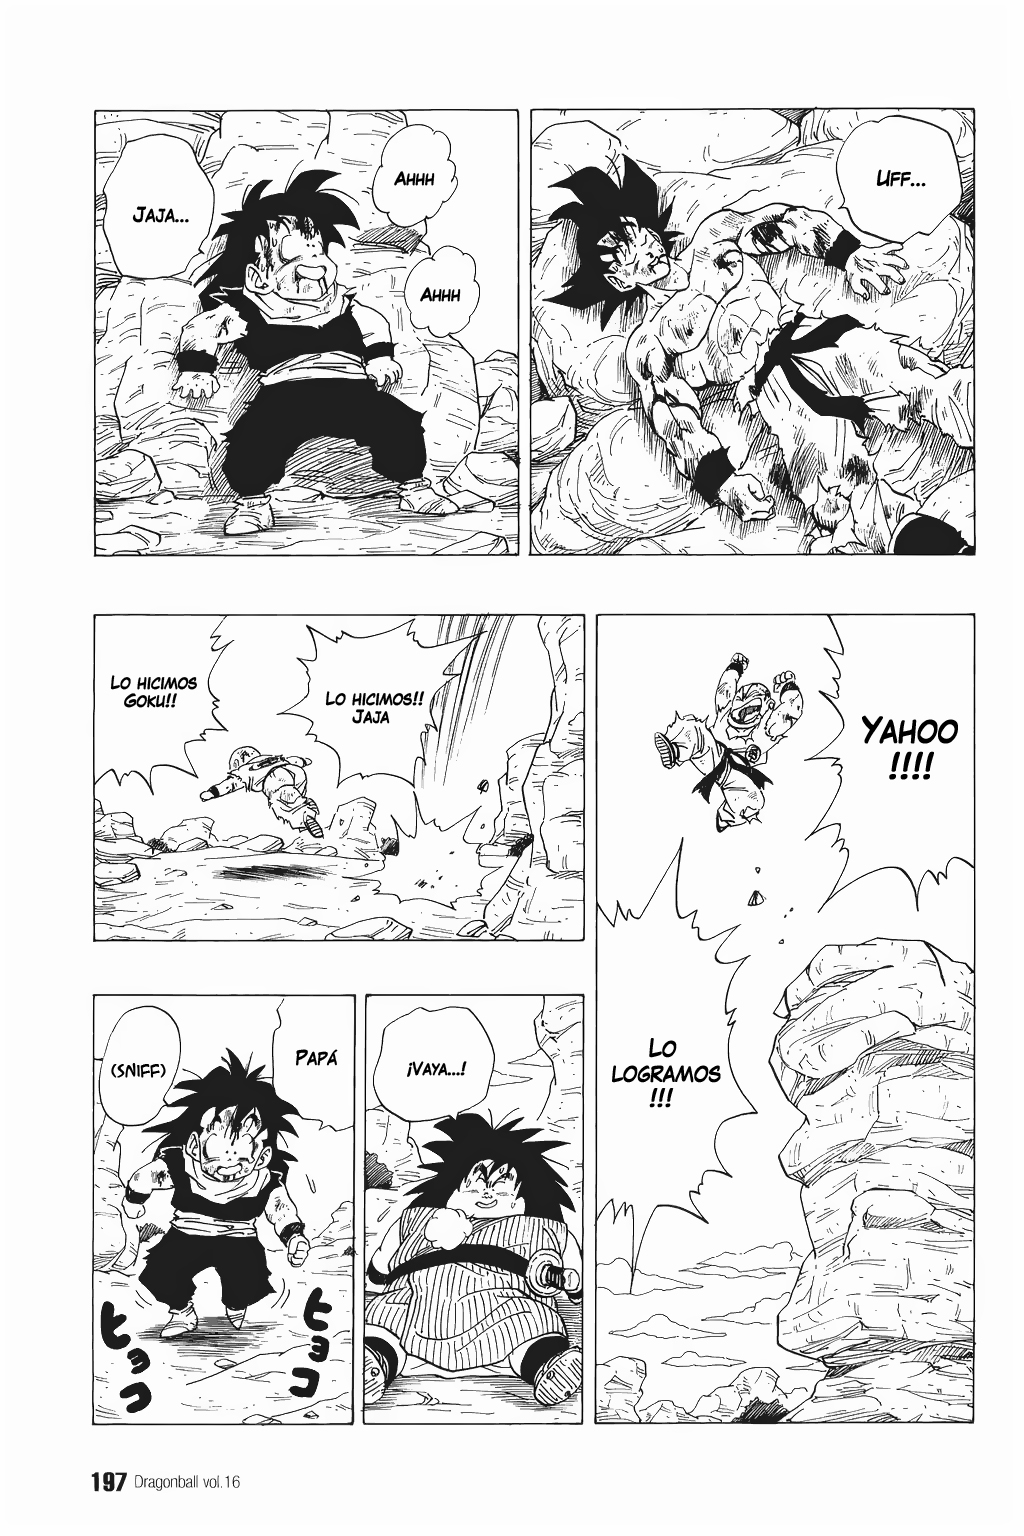 Uff...
Ahhh
Ahhh
Jaja...
Yahoo
!!!!
Lo
logramos
!!!
Lo hicimos!!
Jaja
Lo hicimos
Goku!!
¡Vaya...!
Papá
(sniff)
ヒョコ
ヒョコ
197 Dragonball vol.16